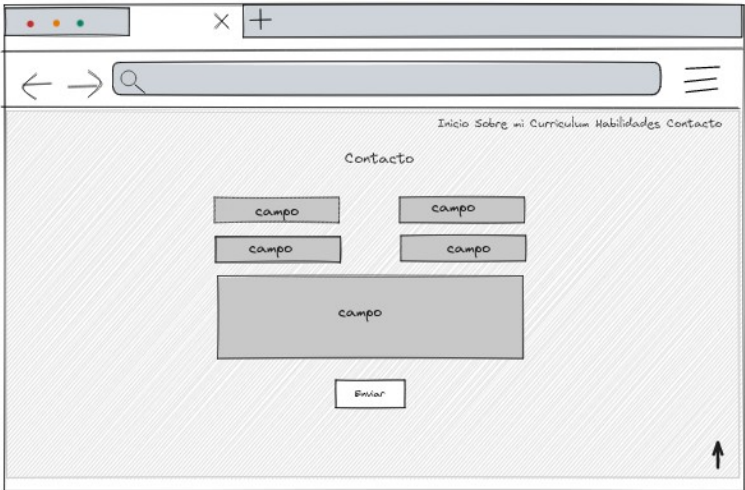 Inicio Sobre mi Curriculum Habilidades Contacto
Contacto
campo campo
campo campo
campo
Enviar